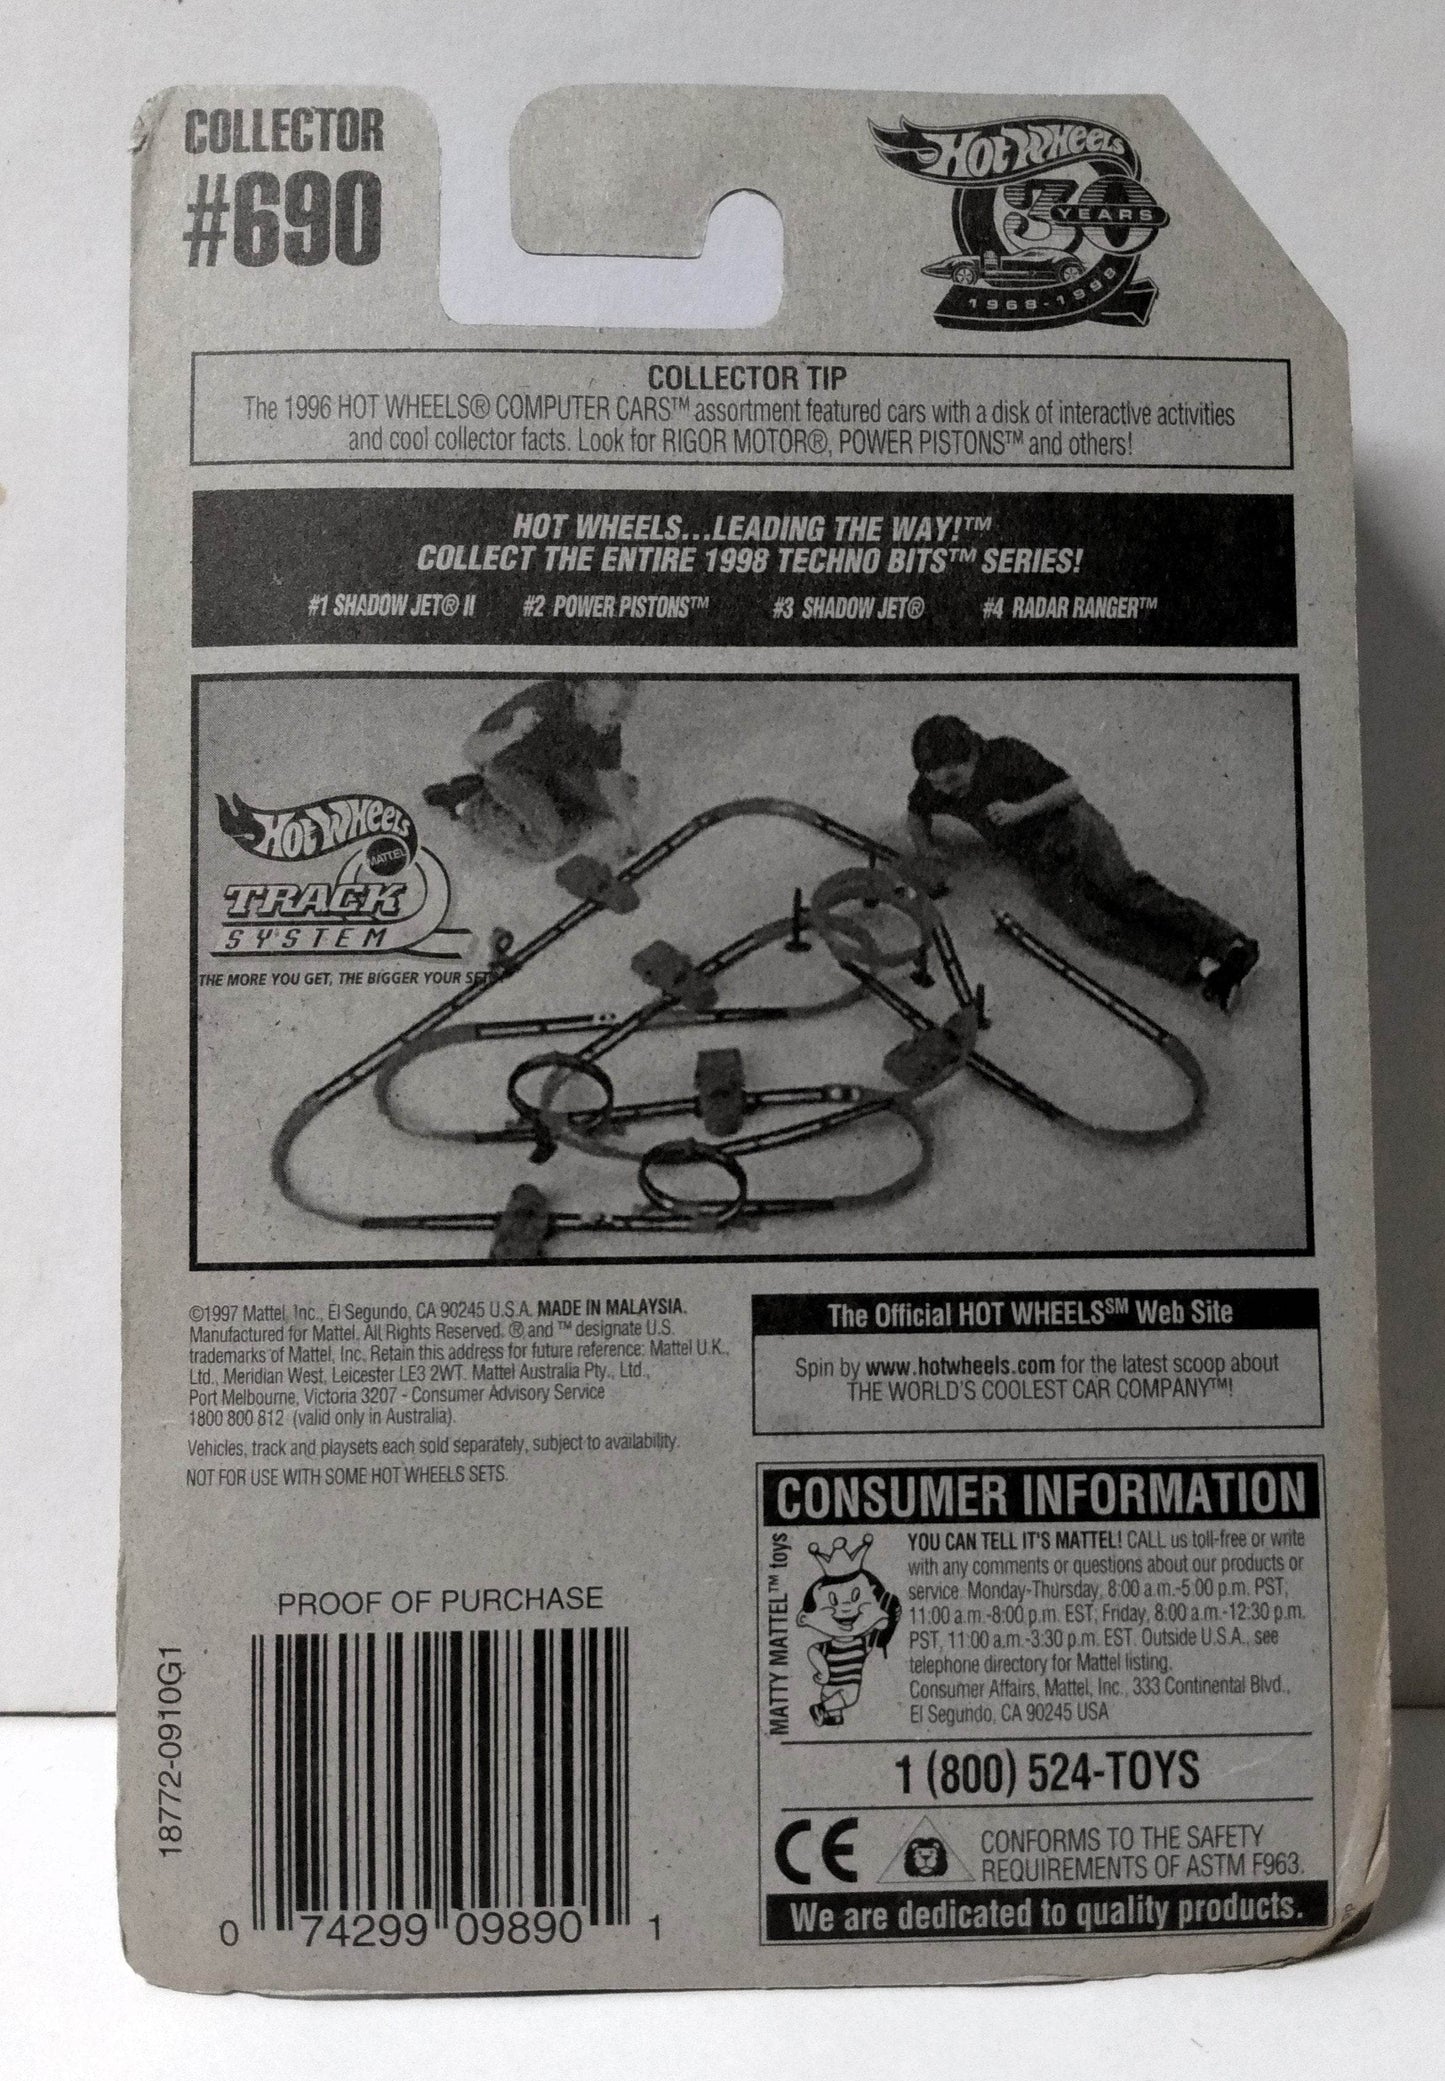 COLLECTOR
#690
HOT WHEELS
30
YEARS
1968-1998
COLLECTOR TIP
The 1996 HOT WHEELS® COMPUTER CARS™ assortment featured cars with a disk of interactive activities
and cool collector facts. Look for RIGOR MOTOR®, POWER PISTONS™ and others!
HOT WHEELS...LEADING THE WAY!™
COLLECT THE ENTIRE 1998 TECHNO BITS™ SERIES!
#1 SHADOW JET® II #2 POWER PISTONS™ #3 SHADOW JET® #4 RADAR RANGER™
HOT WHEELS
MATTEL
TRACK
SYSTEM
THE MORE YOU GET, THE BIGGER YOUR SET
©1997 Mattel, Inc., El Segundo, CA 90245 U.S.A. MADE IN MALAYSIA.
Manufactured for Mattel. All Rights Reserved. ® and ™ designate U.S.
trademarks of Mattel, Inc. Retain this address for future reference: Mattel U.K.,
Ltd., Meridian West, Leicester LE3 2WT. Mattel Australia Pty., Ltd.,
Port Melbourne, Victoria 3207 - Consumer Advisory Service
1800 800 812 (valid only in Australia).
Vehicles, track and playsets each sold separately, subject to availability.
NOT FOR USE WITH SOME HOT WHEELS SETS.
The Official HOT WHEELS℠ Web Site
Spin by www.hotwheels.com for the latest scoop about
THE WORLD'S COOLEST CAR COMPANY™!
CONSUMER INFORMATION
MATTY MATTEL™ toys
YOU CAN TELL IT'S MATTEL! CALL us toll-free or write
with any comments or questions about our products or
service. Monday-Thursday, 8:00 a.m.-5:00 p.m. PST,
11:00 a.m.-8:00 p.m. EST; Friday, 8:00 a.m.-12:30 p.m.
PST, 11:00 a.m.-3:30 p.m. EST. Outside U.S.A., see
telephone directory for Mattel listing.
Consumer Affairs, Mattel, Inc., 333 Continental Blvd.,
El Segundo, CA 90245 USA
1 (800) 524-TOYS
CE
CONFORMS TO THE SAFETY
REQUIREMENTS OF ASTM F963.
We are dedicated to quality products.
PROOF OF PURCHASE
18772-0910G1
0 74299 09890 1